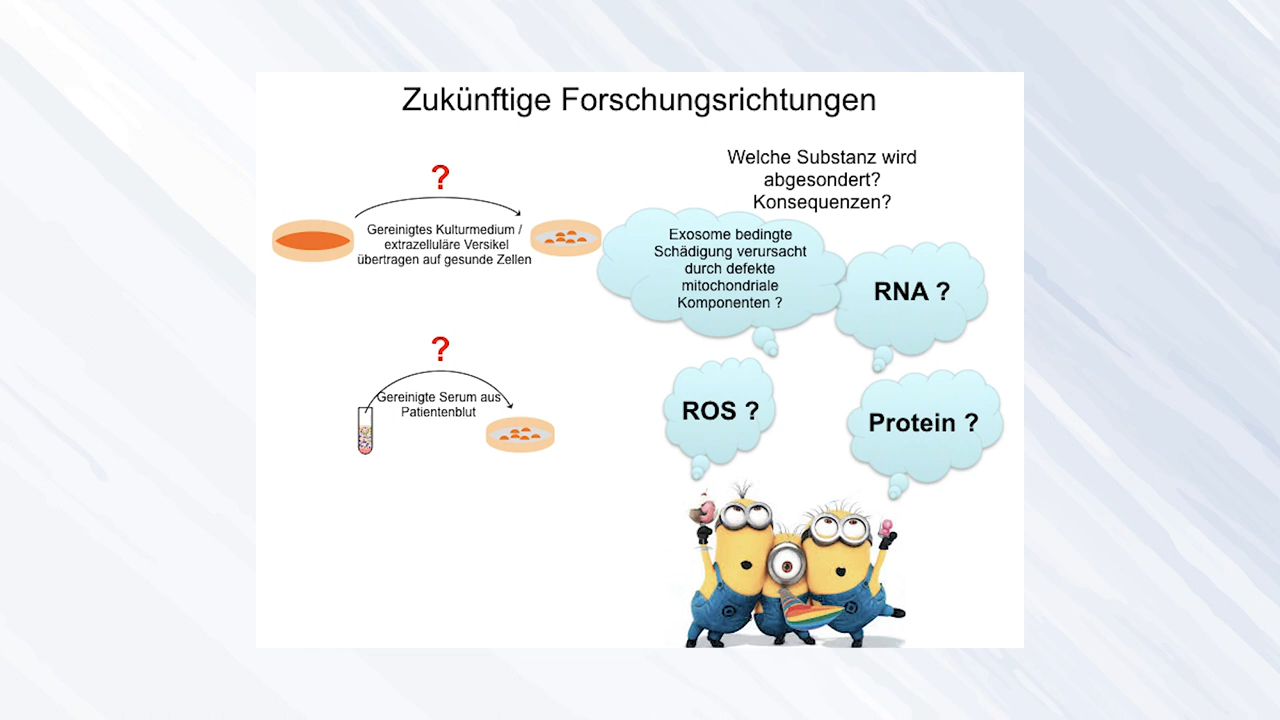 Zukünftige Forschungsrichtungen
?
Gereinigtes Kulturmedium /
extrazelluläre Versikel
übertragen auf gesunde Zellen
?
Gereinigte Serum aus
Patientenblut
Welche Substanz wird
abgesondert?
Konsequenzen?
Exosome bedingte
Schädigung verursacht
durch defekte
mitochondriale
Komponenten ?
RNA ?
ROS ?
Protein ?